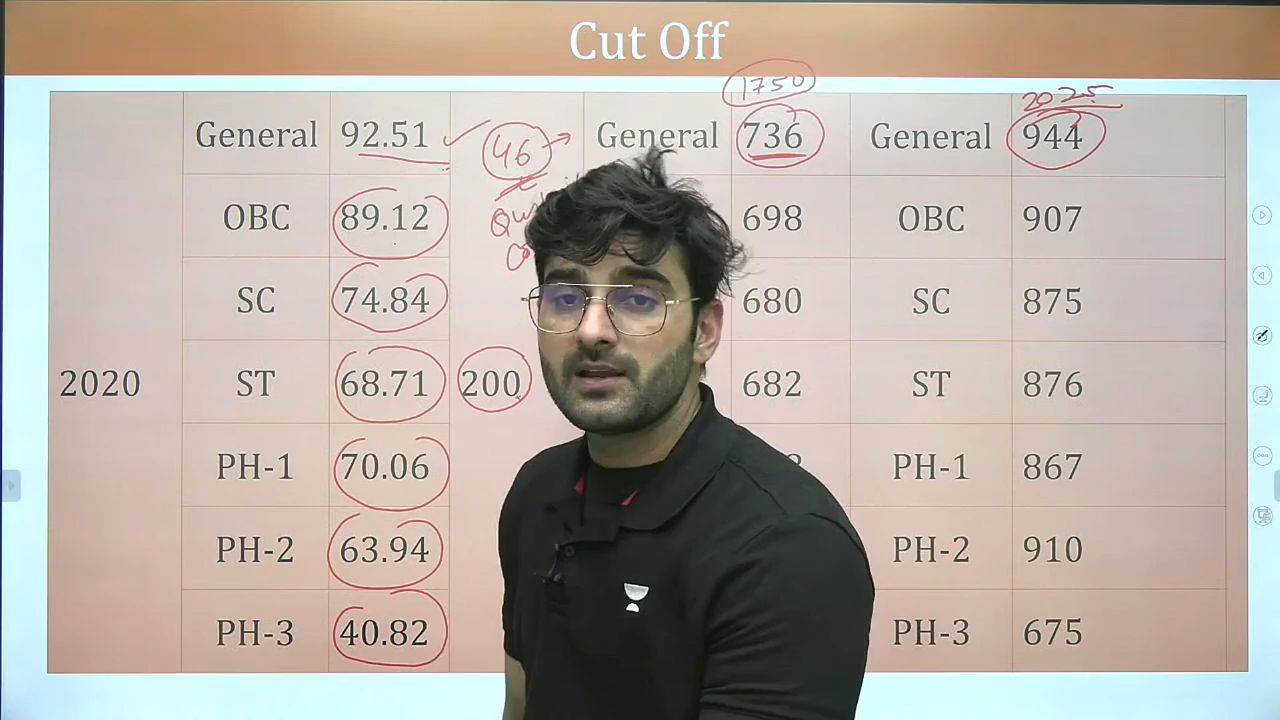 Cut Off
1750
2025
General 92.51 46 General 736 General 944
OBC 89.12 698 OBC 907
SC 74.84 680 SC 875
2020 ST 68.71 200 682 ST 876
PH-1 70.06 PH-1 867
PH-2 63.94 PH-2 910
PH-3 40.82 PH-3 675